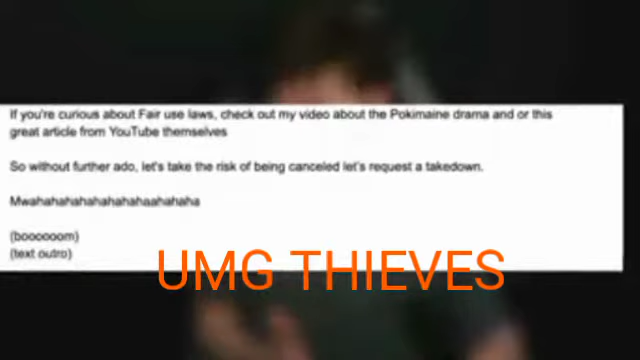 If you're curious about Fair use laws, check out my video about the Pokimaine drama and or this
great article from YouTube themselves
So without further ado, let's take the risk of being canceled let's request a takedown.
Mwahahahahahahahahaahahaha
(boooooom)
(text outro)
UMG THIEVES